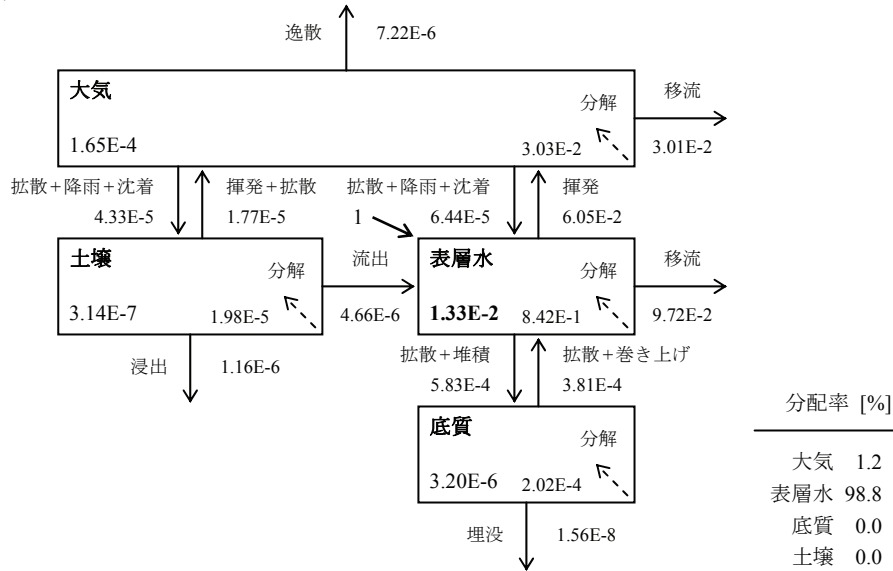 逸散 7.22E-6
大気
分解
移流
1.65E-4
3.03E-2
3.01E-2
拡散+降雨+沈着
揮発+拡散
拡散+降雨+沈着
揮発
4.33E-5
1.77E-5
1
6.44E-5
6.05E-2
土壌
分解
流出
表層水
分解
移流
3.14E-7
1.98E-5
4.66E-6
1.33E-2
8.42E-1
9.72E-2
浸出
1.16E-6
拡散+堆積
拡散+巻き上げ
5.83E-4
3.81E-4
底質
分解
3.20E-6
2.02E-4
埋没
1.56E-8
分配率 [%]
大気 1.2
表層水 98.8
底質 0.0
土壌 0.0